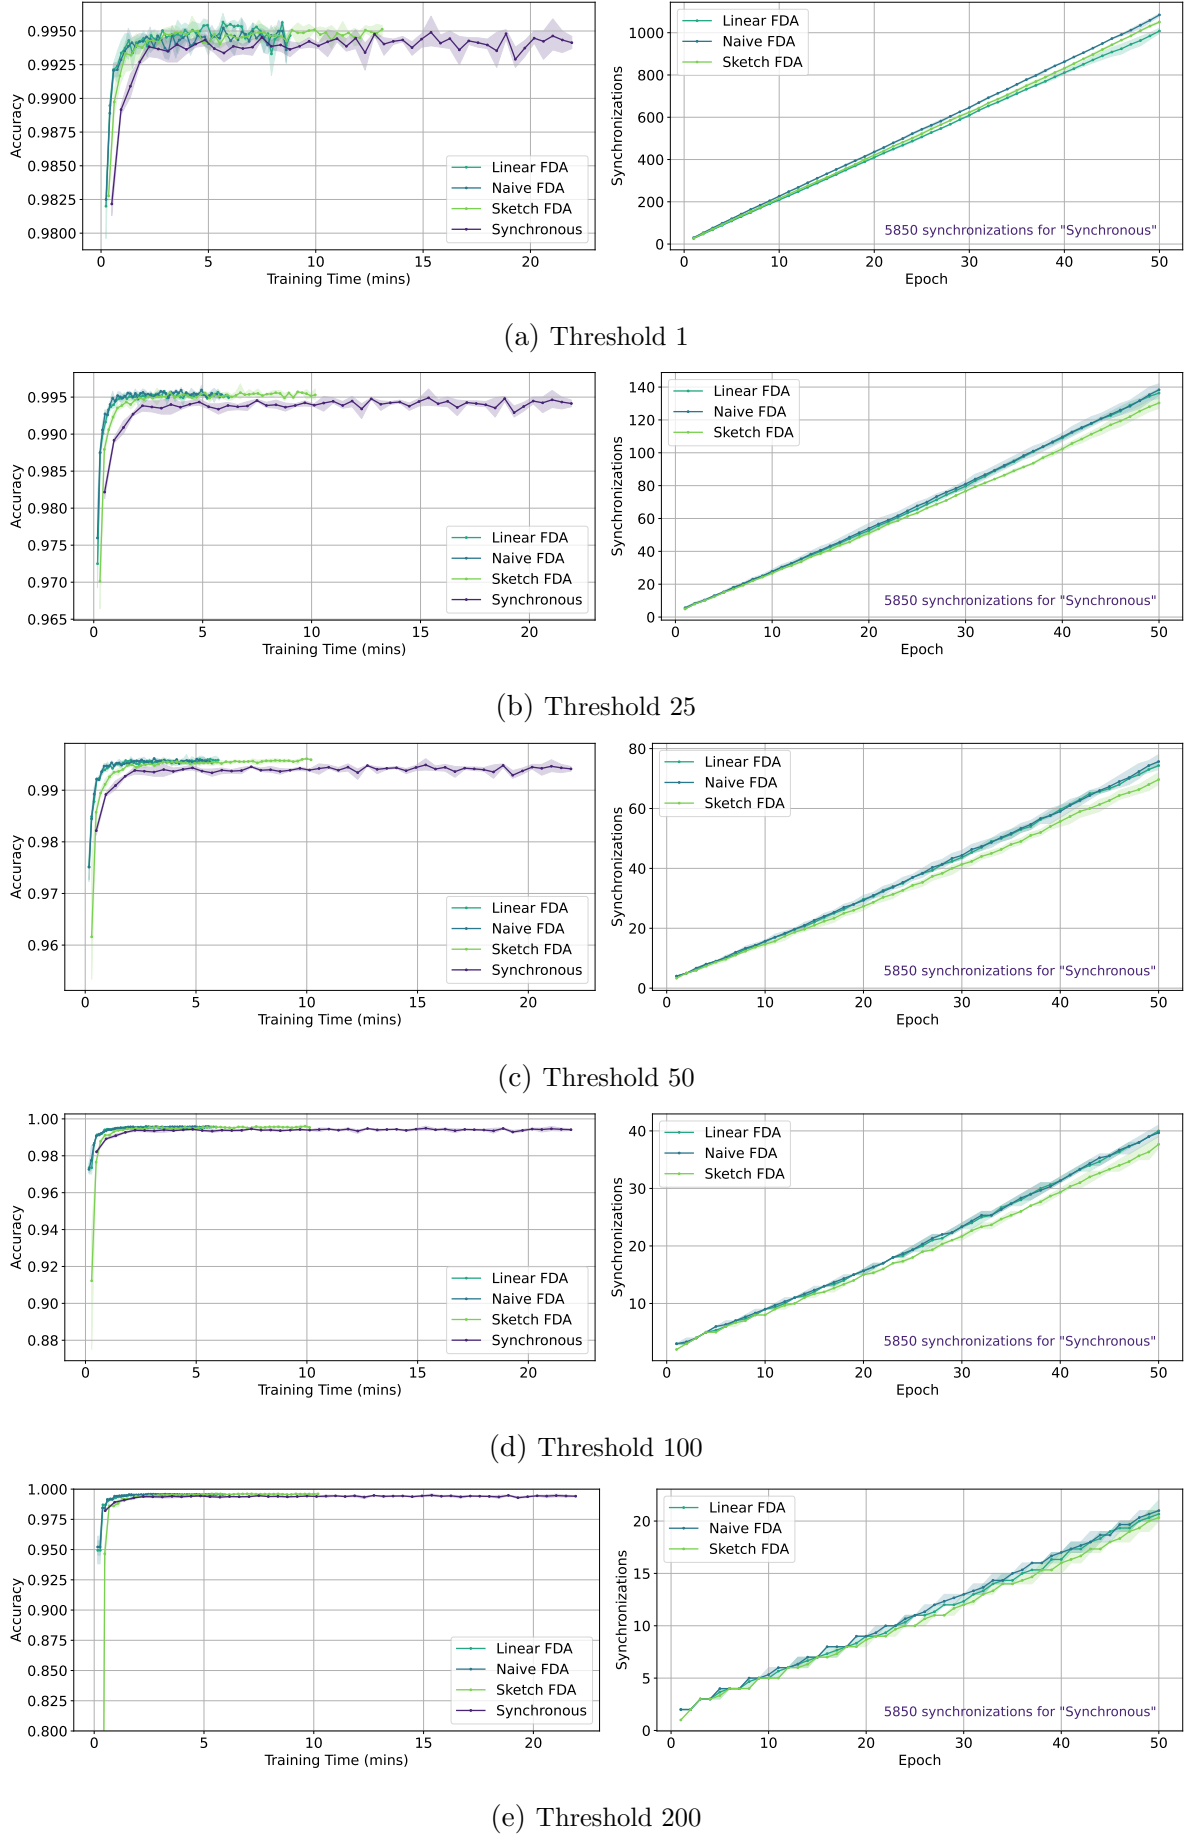 0.9950
0.9925
0.9900
0.9875
0.9850
0.9825
0.9800
Accuracy
0 5 10 15 20
Training Time (mins)
Linear FDA
Naive FDA
Sketch FDA
Synchronous
1000
800
600
400
200
0
Synchronizations
0 10 20 30 40 50
Epoch
Linear FDA
Naive FDA
Sketch FDA
5850 synchronizations for "Synchronous"
(a) Threshold 1
0.995
0.990
0.985
0.980
0.975
0.970
0.965
Accuracy
0 5 10 15 20
Training Time (mins)
Linear FDA
Naive FDA
Sketch FDA
Synchronous
140
120
100
80
60
40
20
0
Synchronizations
0 10 20 30 40 50
Epoch
Linear FDA
Naive FDA
Sketch FDA
5850 synchronizations for "Synchronous"
(b) Threshold 25
0.99
0.98
0.97
0.96
Accuracy
0 5 10 15 20
Training Time (mins)
Linear FDA
Naive FDA
Sketch FDA
Synchronous
80
60
40
20
0
Synchronizations
0 10 20 30 40 50
Epoch
Linear FDA
Naive FDA
Sketch FDA
5850 synchronizations for "Synchronous"
(c) Threshold 50
1.00
0.98
0.96
0.94
0.92
0.90
0.88
Accuracy
0 5 10 15 20
Training Time (mins)
Linear FDA
Naive FDA
Sketch FDA
Synchronous
40
30
20
10
Synchronizations
0 10 20 30 40 50
Epoch
Linear FDA
Naive FDA
Sketch FDA
5850 synchronizations for "Synchronous"
(d) Threshold 100
1.000
0.975
0.950
0.925
0.900
0.875
0.850
0.825
0.800
Accuracy
0 5 10 15 20
Training Time (mins)
Linear FDA
Naive FDA
Sketch FDA
Synchronous
20
15
10
5
0
Synchronizations
0 10 20 30 40 50
Epoch
Linear FDA
Naive FDA
Sketch FDA
5850 synchronizations for "Synchronous"
(e) Threshold 200